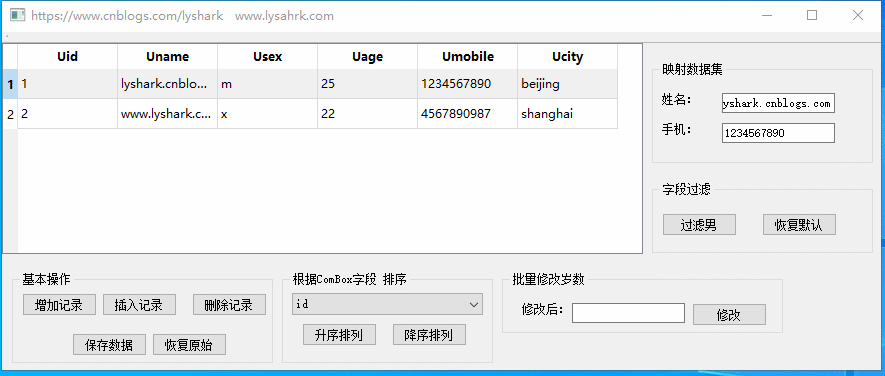 https://www.cnblogs.com/lyshark www.lysahrk.com
Uid Uname Usex Uage Umobile Ucity
1 1 lyshark.cnblo... m 25 1234567890 beijing
2 2 www.lyshark.c... x 22 4567890987 shanghai
映射数据集
姓名： yshark.cnblogs.com
手机： 1234567890
字段过滤
过滤男 恢复默认
基本操作
增加记录 插入记录 删除记录
保存数据 恢复原始
根据ComBox字段 排序
id
升序排列 降序排列
批量修改岁数
修改后： 修改